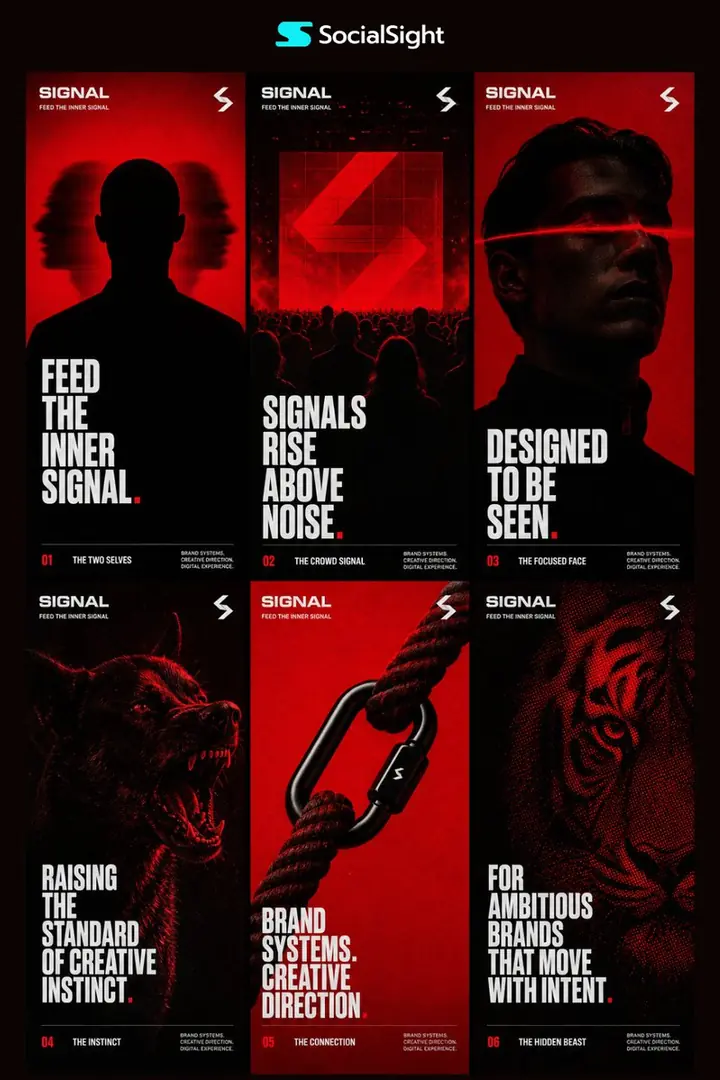 SocialSight
SIGNAL
FEED THE INNER SIGNAL
FEED
THE
INNER
SIGNAL.
01 THE TWO SELVES
BRAND SYSTEMS.
CREATIVE DIRECTION.
DIGITAL EXPERIENCE.
SIGNAL
FEED THE INNER SIGNAL
SIGNALS
RISE
ABOVE
NOISE.
02 THE CROWD SIGNAL
BRAND SYSTEMS.
CREATIVE DIRECTION.
DIGITAL EXPERIENCE.
SIGNAL
FEED THE INNER SIGNAL
DESIGNED
TO BE
SEEN.
03 THE FOCUSED FACE
BRAND SYSTEMS.
CREATIVE DIRECTION.
DIGITAL EXPERIENCE.
SIGNAL
FEED THE INNER SIGNAL
RAISING
THE
STANDARD
OF CREATIVE
INSTINCT.
04 THE INSTINCT
BRAND SYSTEMS.
CREATIVE DIRECTION.
DIGITAL EXPERIENCE.
SIGNAL
FEED THE INNER SIGNAL
BRAND
SYSTEMS.
CREATIVE
DIRECTION.
05 THE CONNECTION
BRAND SYSTEMS.
CREATIVE DIRECTION.
DIGITAL EXPERIENCE.
SIGNAL
FEED THE INNER SIGNAL
FOR
AMBITIOUS
BRANDS
THAT MOVE
WITH INTENT.
06 THE HIDDEN BEAST
BRAND SYSTEMS.
CREATIVE DIRECTION.
DIGITAL EXPERIENCE.